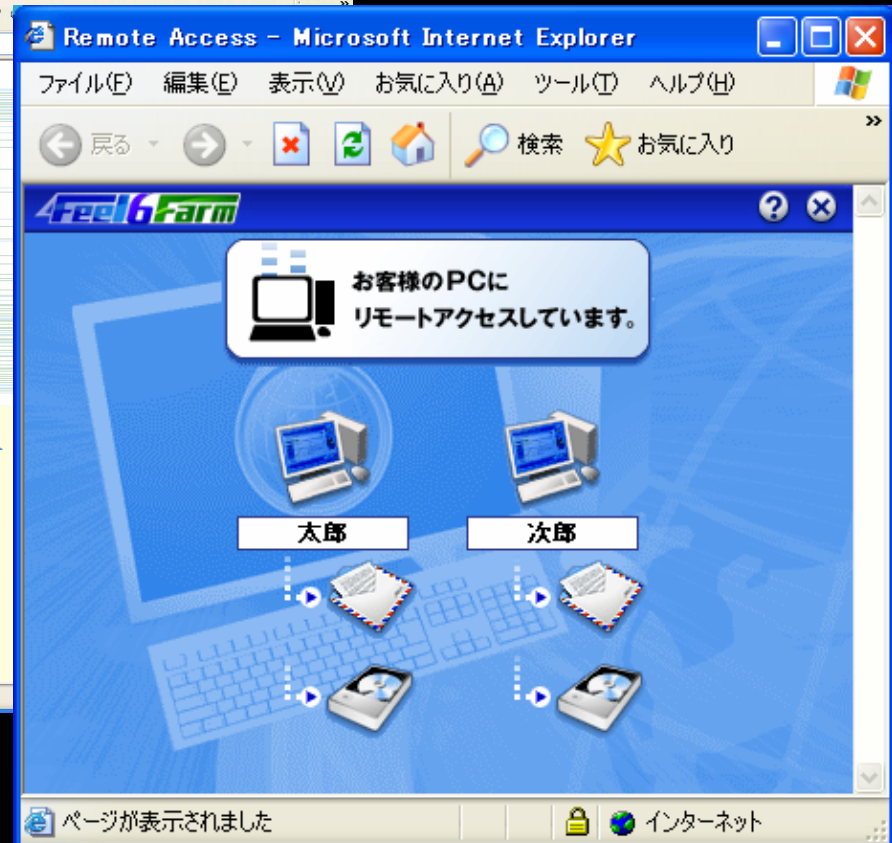 Remote Access - Microsoft Internet Explorer
ファイル(F) 編集(E) 表示(V) お気に入り(A) ツール(T) ヘルプ(H)
戻る 検索 お気に入り
4Feel6Farm
お客様のPCに
リモートアクセスしています。
太郎 次郎
ページが表示されました インターネット